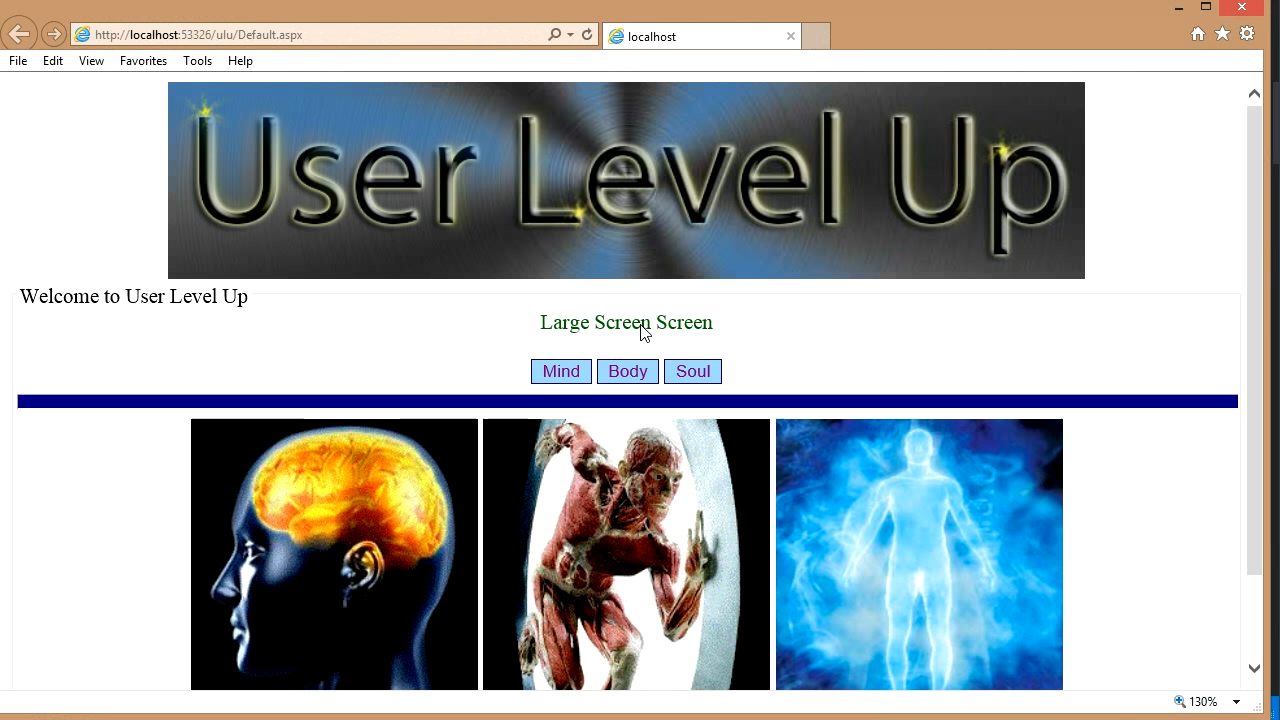 http://localhost:53326/ulu/Default.aspx
localhost
File Edit View Favorites Tools Help
User Level Up
Welcome to User Level Up
Large Screen Screen
Mind Body Soul
130%